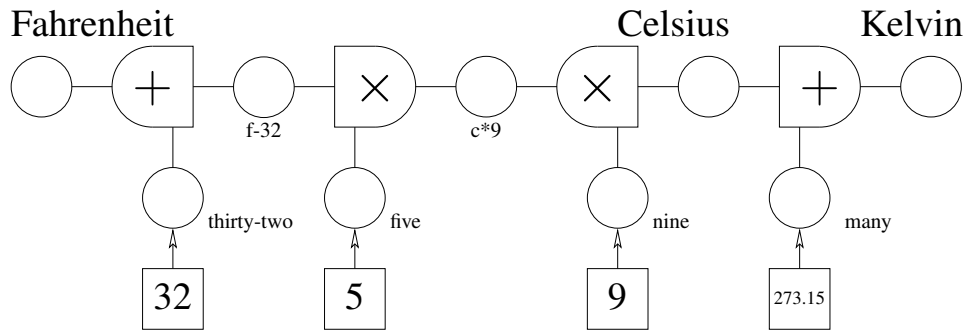 Fahrenheit Celsius Kelvin
+ × × +
f-32 c*9
thirty-two five nine many
32 5 9 273.15